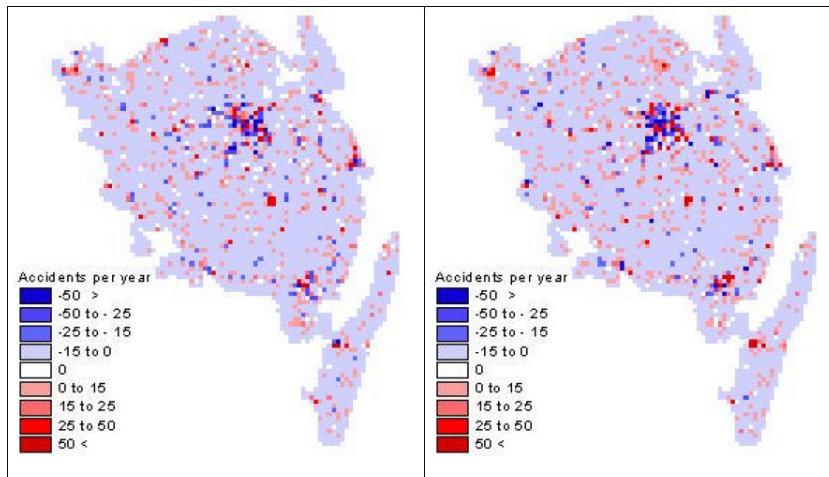 Accidents per year
-50 >
-50 to - 25
-25 to - 15
-15 to 0
0
0 to 15
15 to 25
25 to 50
50 <
Accidents per year
-50 >
-50 to - 25
-25 to - 15
-15 to 0
0
0 to 15
15 to 25
25 to 50
50 <